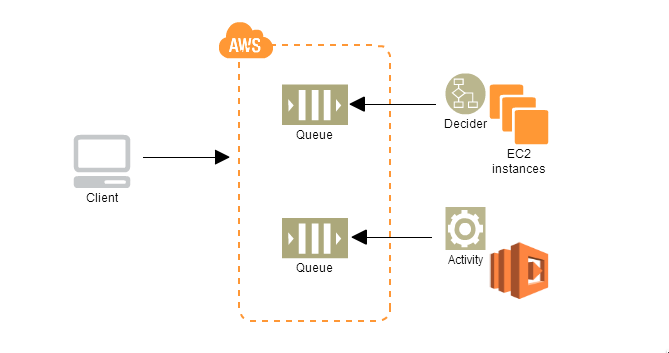 AWS
Queue
Decider
EC2
instances
Client
Queue
Activity